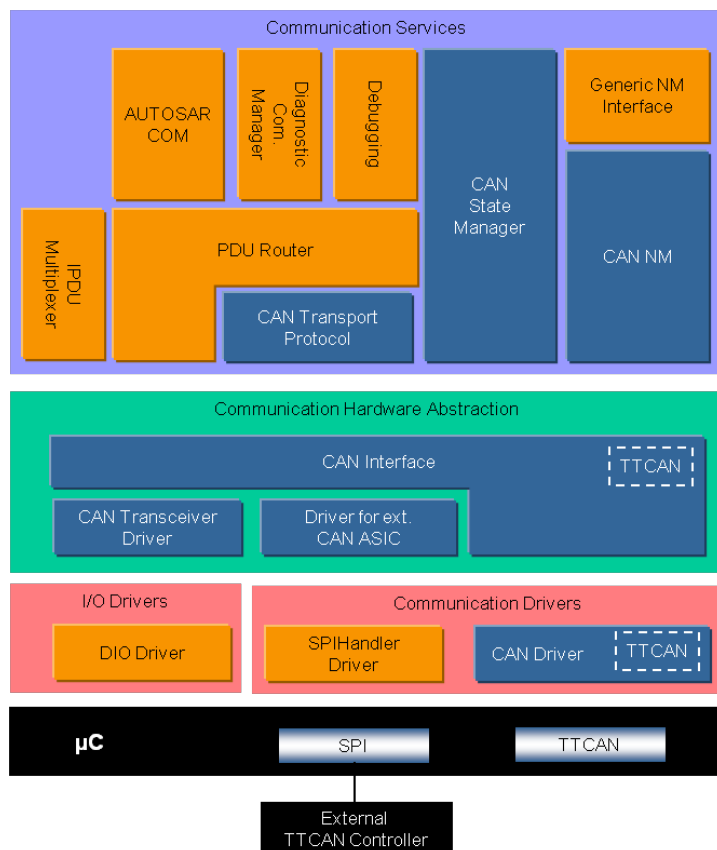 Communication Services
AUTOSAR
COM
Diagnostic
Com.
Manager
Debugging
CAN
State
Manager
Generic NM
Interface
CAN NM
IPDU
Multiplexer
PDU Router
CAN Transport
Protocol
Communication Hardware Abstraction
CAN Interface
TTCAN
CAN Transceiver
Driver
Driver for ext.
CAN ASIC
I/O Drivers
DIO Driver
Communication Drivers
SPIHandler
Driver
CAN Driver
TTCAN
µC
SPI
TTCAN
External
TTCAN Controller